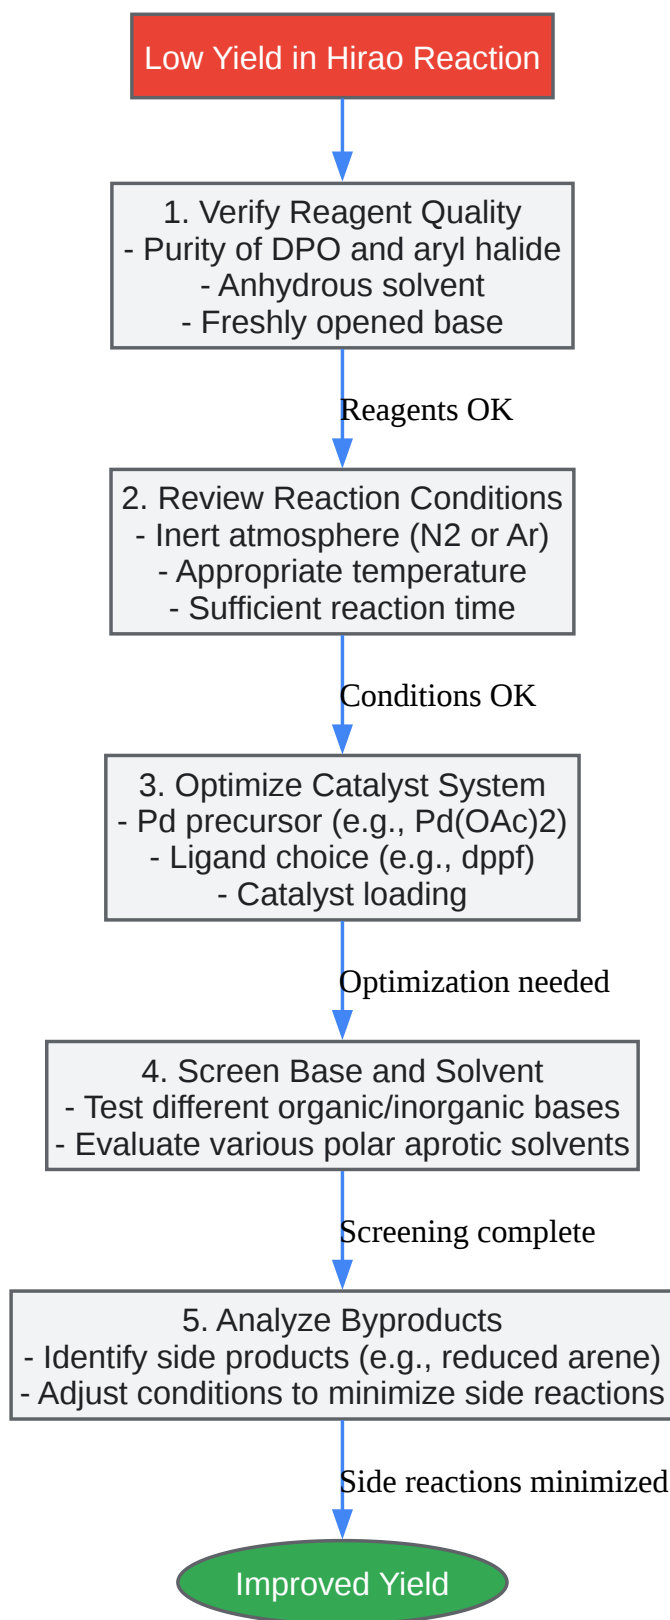 Low Yield in Hirao Reaction
1. Verify Reagent Quality
- Purity of DPO and aryl halide
- Anhydrous solvent
- Freshly opened base
Reagents OK
2. Review Reaction Conditions
- Inert atmosphere (N2 or Ar)
- Appropriate temperature
- Sufficient reaction time
Conditions OK
3. Optimize Catalyst System
- Pd precursor (e.g., Pd(OAc)2)
- Ligand choice (e.g., dppf)
- Catalyst loading
Optimization needed
4. Screen Base and Solvent
- Test different organic/inorganic bases
- Evaluate various polar aprotic solvents
Screening complete
5. Analyze Byproducts
- Identify side products (e.g., reduced arene)
- Adjust conditions to minimize side reactions
Side reactions minimized
Improved Yield